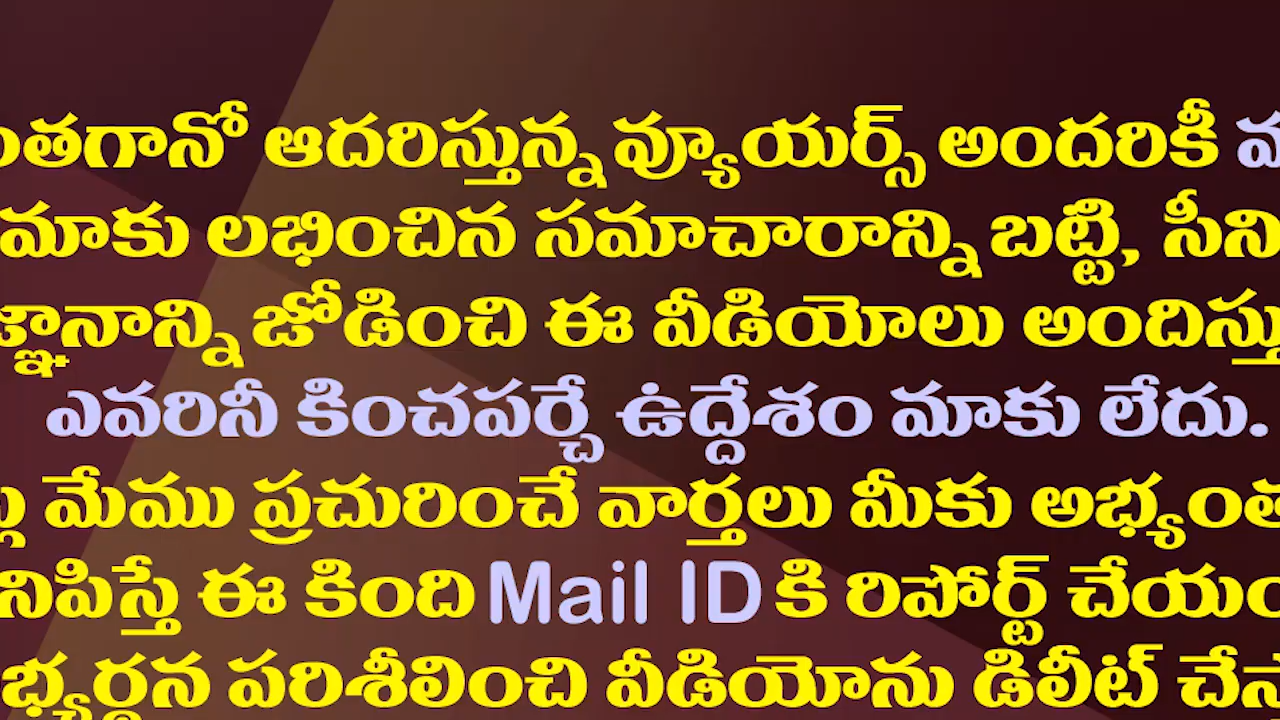 ఆదరిస్తున్న వ్యూయర్స్ అందరికీ
మాకు లభించిన సమాచారాన్ని బట్టి,
జోడించి ఈ వీడియోలు
ఎవరినీ కించపర్చే ఉద్దేశం మాకు లేదు.
మేము ప్రచురించే వార్తలు మీకు
ఈ కింది Mail ID కి రిపోర్ట్
పరిశీలించి వీడియోను డిలీట్